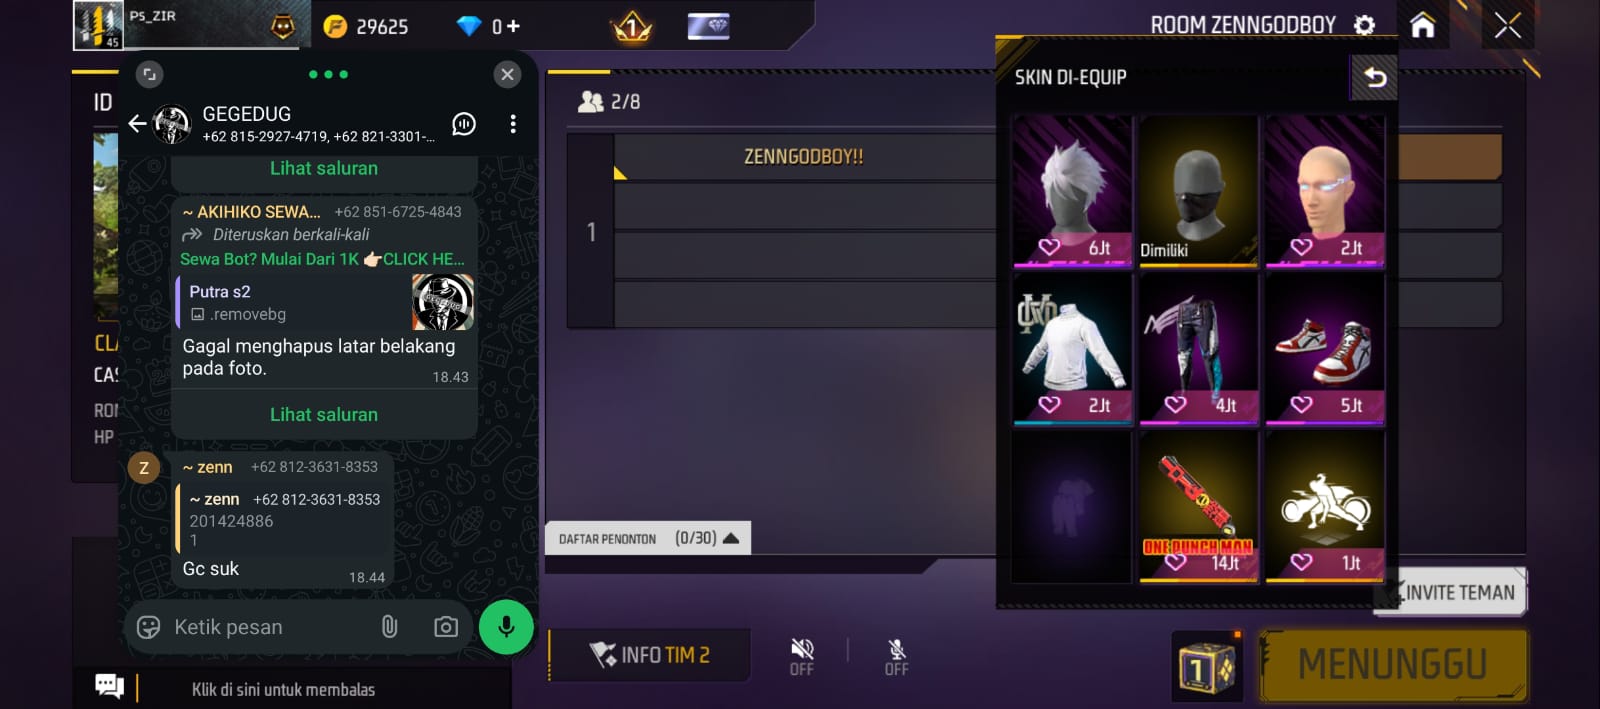 PS_ZIR
45
29625
0+
1
ROOM ZENNGODBOY
ID
GEGEDUG
+62 815-2927-4719, +62 821-3301-...
Lihat saluran
~ AKIHIKO SEWA... +62 851-6725-4843
Diteruskan berkali-kali
Sewa Bot? Mulai Dari 1K 👉🏻CLICK HE...
Putra s2
.removebg
Gagal menghapus latar belakang
pada foto.
18.43
Lihat saluran
Z
~ zenn +62 812-3631-8353
~ zenn +62 812-3631-8353
201424886
1
Gc suk
18.44
Ketik pesan
Klik di sini untuk membalas
CLA
CAS
ROM
HP
2/8
ZENNGODBOY!!
1
DAFTAR PENONTON (0/30)
INFO TIM 2
OFF
OFF
SKIN DI-EQUIP
6Jt
Dimiliki
2Jt
2Jt
4Jt
5Jt
ONE PUNCH MAN
14Jt
1Jt
INVITE TEMAN
1
MENUNGGU